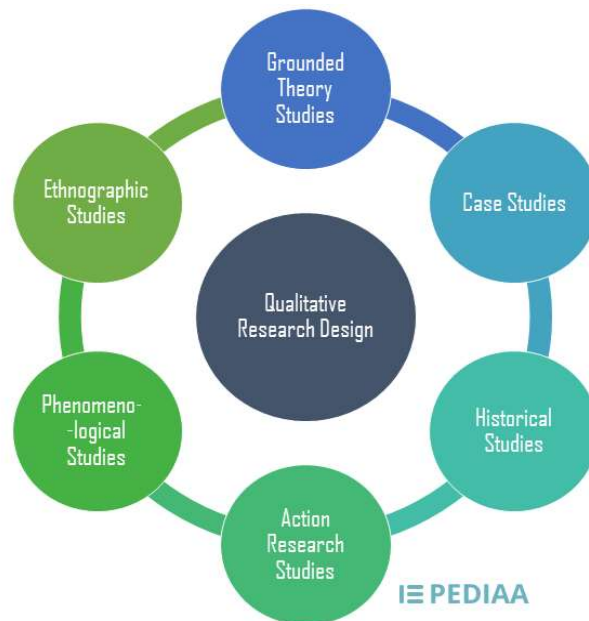 Grounded
Theory
Studies
Ethnographic
Studies
Case Studies
Qualitative
Research Design
Phenomeno-
-logical
Studies
Historical
Studies
Action
Research
Studies
PEDIAA